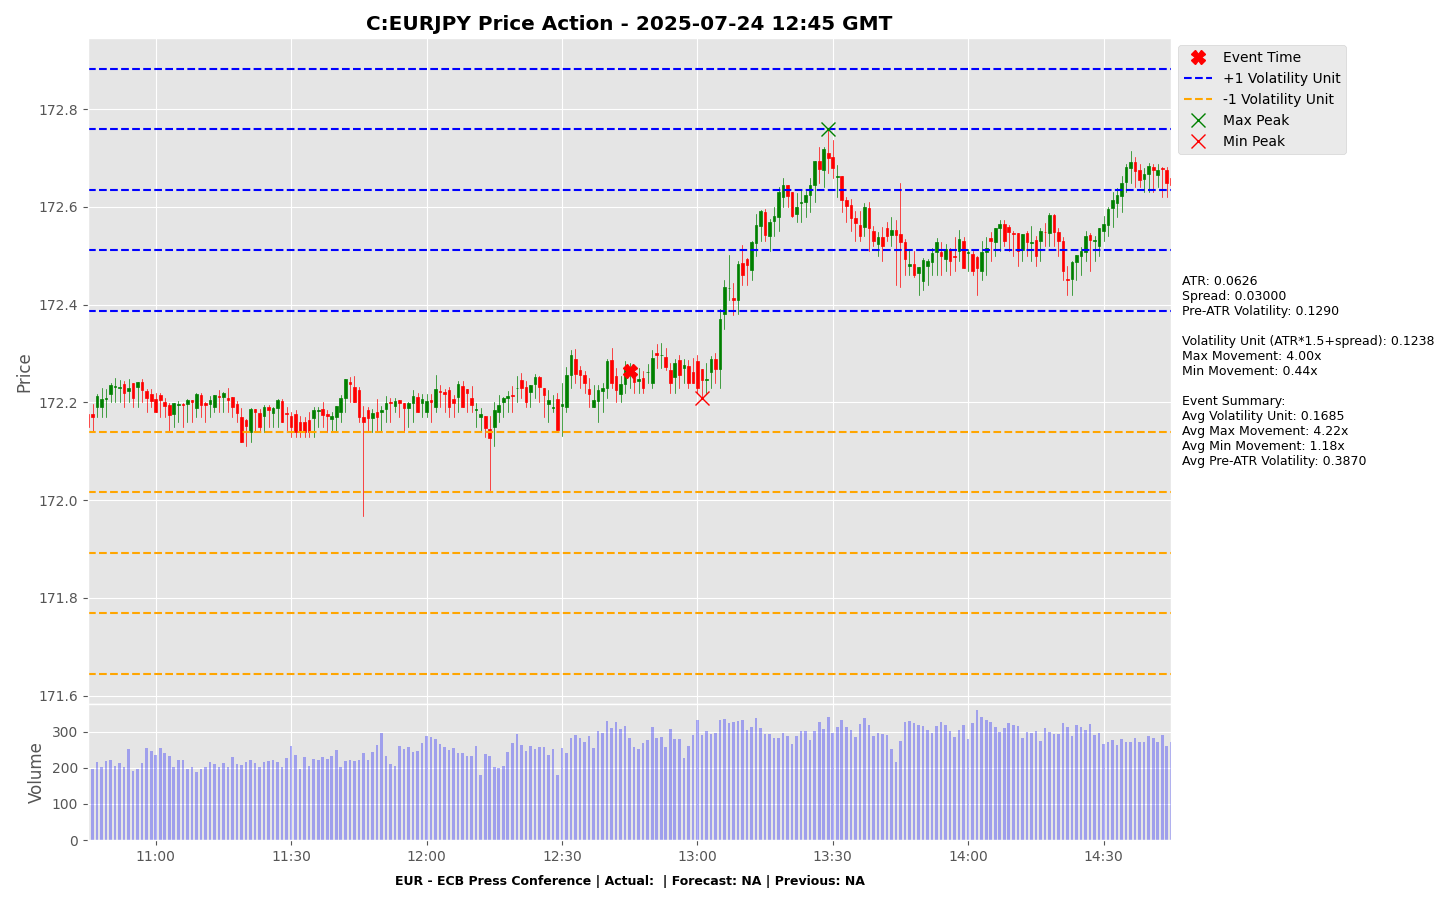 C:EURJPY Price Action - 2025-07-24 12:45 GMT
Event Time
+1 Volatility Unit
-1 Volatility Unit
Max Peak
Min Peak
Price
172.8
172.6
172.4
172.2
172.0
171.8
171.6
ATR: 0.0626
Spread: 0.03000
Pre-ATR Volatility: 0.1290
Volatility Unit (ATR*1.5+spread): 0.1238
Max Movement: 4.00x
Min Movement: 0.44x
Event Summary:
Avg Volatility Unit: 0.1685
Avg Max Movement: 4.22x
Avg Min Movement: 1.18x
Avg Pre-ATR Volatility: 0.3870
Volume
300
200
100
0
11:00 11:30 12:00 12:30 13:00 13:30 14:00 14:30
EUR - ECB Press Conference | Actual:  | Forecast: NA | Previous: NA